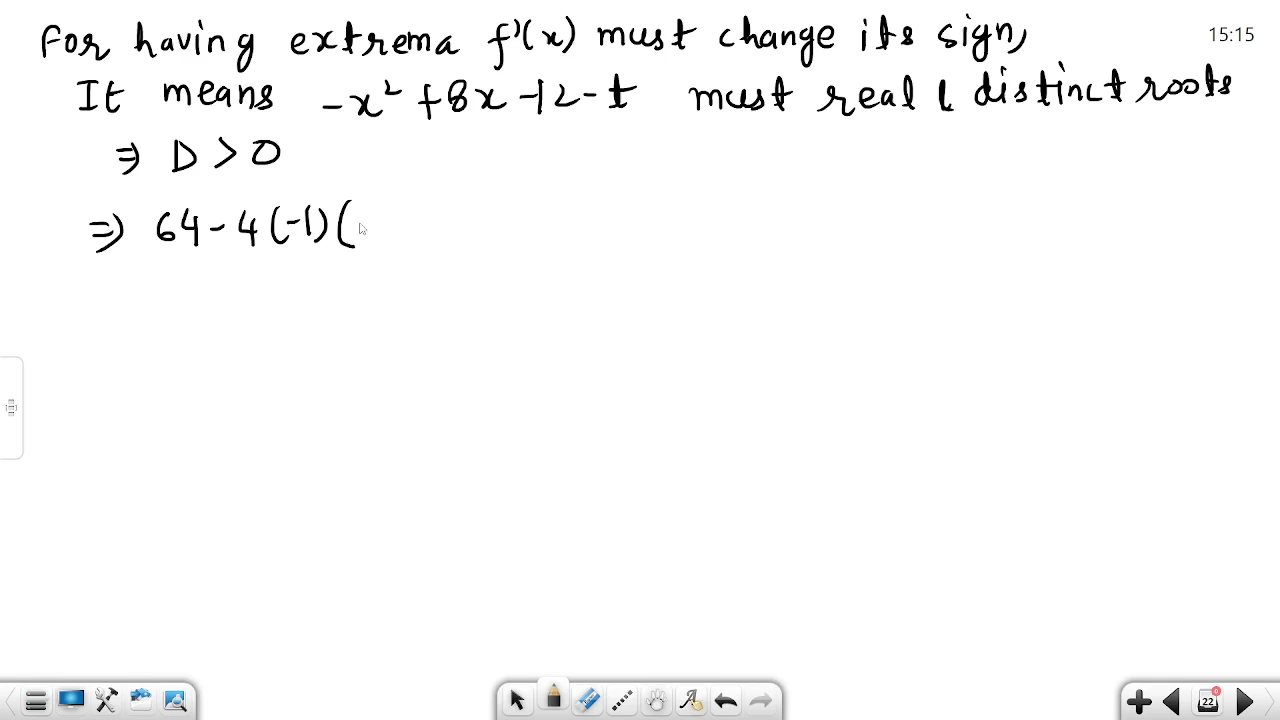 For having extrema f'(x) must change its sign,
15:15
It means -x² +8x -12 - t must real & distinct roots
⇒ D > 0
⇒ 64 - 4(-1)(
22